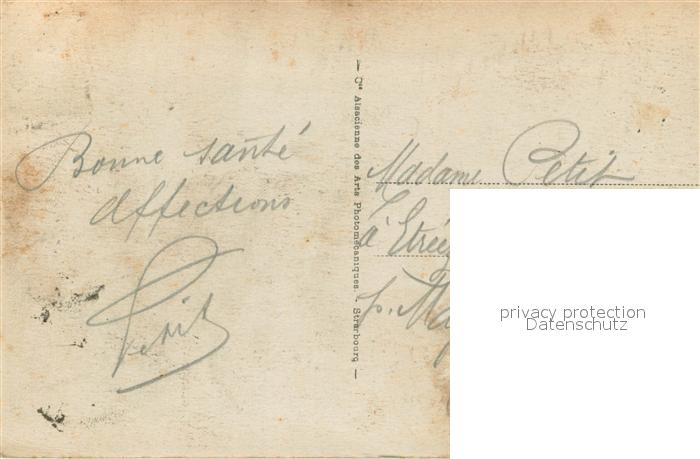 Bonne santé
affections
Petit
— Cie Alsacienne des Arts Photomécaniques. - Strasbourg —
Madame Petit
à
p.
privacy protection
Datenschutz